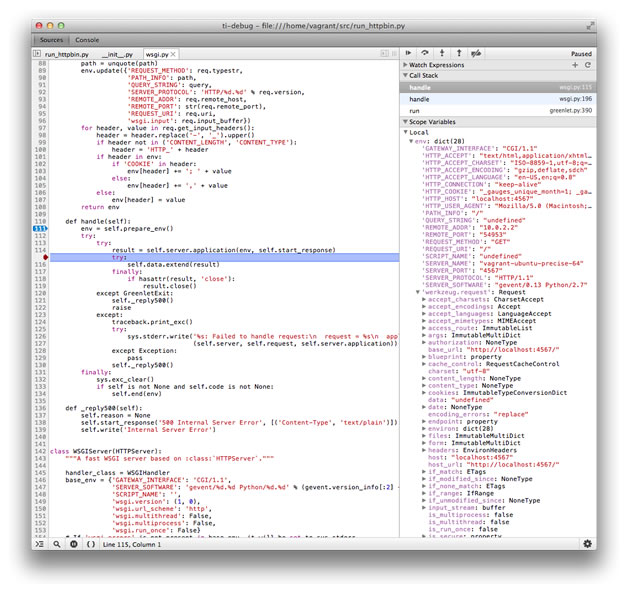 ti-debug - file:///home/vagrant/src/run_httpbin.py
Sources Console
run_httpbin.py __init__.py wsgi.py ×
Paused
88 path = unquote(path)
89 env.update({'REQUEST_METHOD': req.typestr,
90 'PATH_INFO': path,
91 'QUERY_STRING': query,
92 'SERVER_PROTOCOL': 'HTTP/%d.%d' % req.version,
93 'REMOTE_ADDR': req.remote_host,
94 'REMOTE_PORT': str(req.remote_port),
95 'REQUEST_URI': req.uri,
96 'wsgi.input': req.input_buffer})
97 for header, value in req.get_input_headers():
98 header = header.replace('-', '_').upper()
99 if header not in ('CONTENT_LENGTH', 'CONTENT_TYPE'):
100 header = 'HTTP_' + header
101 if header in env:
102 if 'COOKIE' in header:
103 env[header] += '; ' + value
104 else:
105 env[header] += ',' + value
106 else:
107 env[header] = value
108 return env
109
110 def handle(self):
111 env = self.prepare_env()
112 try:
113 try:
114 result = self.server.application(env, self.start_response)
try:
116 self.data.extend(result)
117 finally:
118 if hasattr(result, 'close'):
119 result.close()
120 except GreenletExit:
121 self._reply500()
122 raise
123 except:
124 traceback.print_exc()
125 try:
126 sys.stderr.write('%s: Failed to handle request:\n request = %s\n app
127 (self.server, self.request, self.server.application))
128 except Exception:
129 pass
130 self._reply500()
131 finally:
132 sys.exc_clear()
133 if self is not None and self.code is not None:
134 self.end(env)
135
136 def _reply500(self):
137 self.reason = None
138 self.start_response('500 Internal Server Error', [('Content-Type', 'text/plain')])
139 self.write('Internal Server Error')
140
141
142 class WSGIServer(HTTPServer):
143 """A fast WSGI server based on :class:`HTTPServer`."""
144
145 handler_class = WSGIHandler
146 base_env = {'GATEWAY_INTERFACE': 'CGI/1.1',
147 'SERVER_SOFTWARE': 'gevent/%d.%d Python/%d.%d' % (gevent.version_info[:2] +
148 'SCRIPT_NAME': '',
149 'wsgi.version': (1, 0),
150 'wsgi.url_scheme': 'http',
151 'wsgi.multithread': False,
152 'wsgi.multiprocess': False,
153 'wsgi.run_once': False}
Line 115, Column 1
Watch Expressions
Call Stack
handle wsgi.py:115
handle wsgi.py:196
run greenlet.py:390
Scope Variables
Local
env: dict(28)
'GATEWAY_INTERFACE': "CGI/1.1"
'HTTP_ACCEPT': "text/html,application/xhtml…
'HTTP_ACCEPT_CHARSET': "ISO-8859-1,utf-8;q=…
'HTTP_ACCEPT_ENCODING': "gzip,deflate,sdch"
'HTTP_ACCEPT_LANGUAGE': "en-US,en;q=0.8"
'HTTP_CONNECTION': "keep-alive"
'HTTP_COOKIE': "_gauges_unique_month=1; _ga…
'HTTP_HOST': "localhost:4567"
'HTTP_USER_AGENT': "Mozilla/5.0 (Macintosh;
'PATH_INFO': "/"
'QUERY_STRING': "undefined"
'REMOTE_ADDR': "10.0.2.2"
'REMOTE_PORT': "54953"
'REQUEST_METHOD': "GET"
'REQUEST_URI': "/"
'SCRIPT_NAME': "undefined"
'SERVER_NAME': "vagrant-ubuntu-precise-64"
'SERVER_PORT': "4567"
'SERVER_PROTOCOL': "HTTP/1.1"
'SERVER_SOFTWARE': "gevent/0.13 Python/2.7"
'werkzeug.request': Request
accept_charsets: CharsetAccept
accept_encodings: Accept
accept_languages: LanguageAccept
accept_mimetypes: MIMEAccept
access_route: ImmutableList
args: ImmutableMultiDict
authorization: NoneType
base_url: "http://localhost:4567/"
blueprint: property
cache_control: RequestCacheControl
charset: "utf-8"
content_length: NoneType
content_type: NoneType
cookies: ImmutableTypeConversionDict
data: "undefined"
date: NoneType
encoding_errors: "replace"
endpoint: property
environ: dict(28)
files: ImmutableMultiDict
form: ImmutableMultiDict
headers: EnvironHeaders
host: "localhost:4567"
host_url: "http://localhost:4567/"
if_match: ETags
if_modified_since: NoneType
if_none_match: ETags
if_range: IfRange
if_unmodified_since: NoneType
input_stream: buffer
is_multiprocess: false
is_multithread: false
is_run_once: false